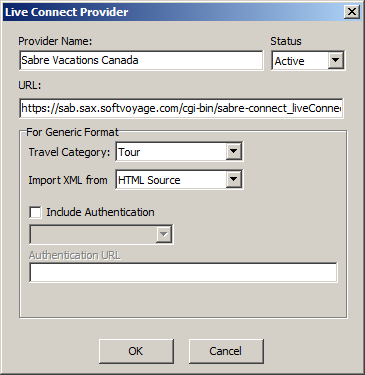 Live Connect Provider
Provider Name:
Status
Sabre Vacations Canada
Active
URL:
https://sab.sax.softvoyage.com/cgi-bin/sabre-connect_liveConnec
For Generic Format
Travel Category:
Tour
Import XML from
HTML Source
Include Authentication
Authentication URL
OK
Cancel